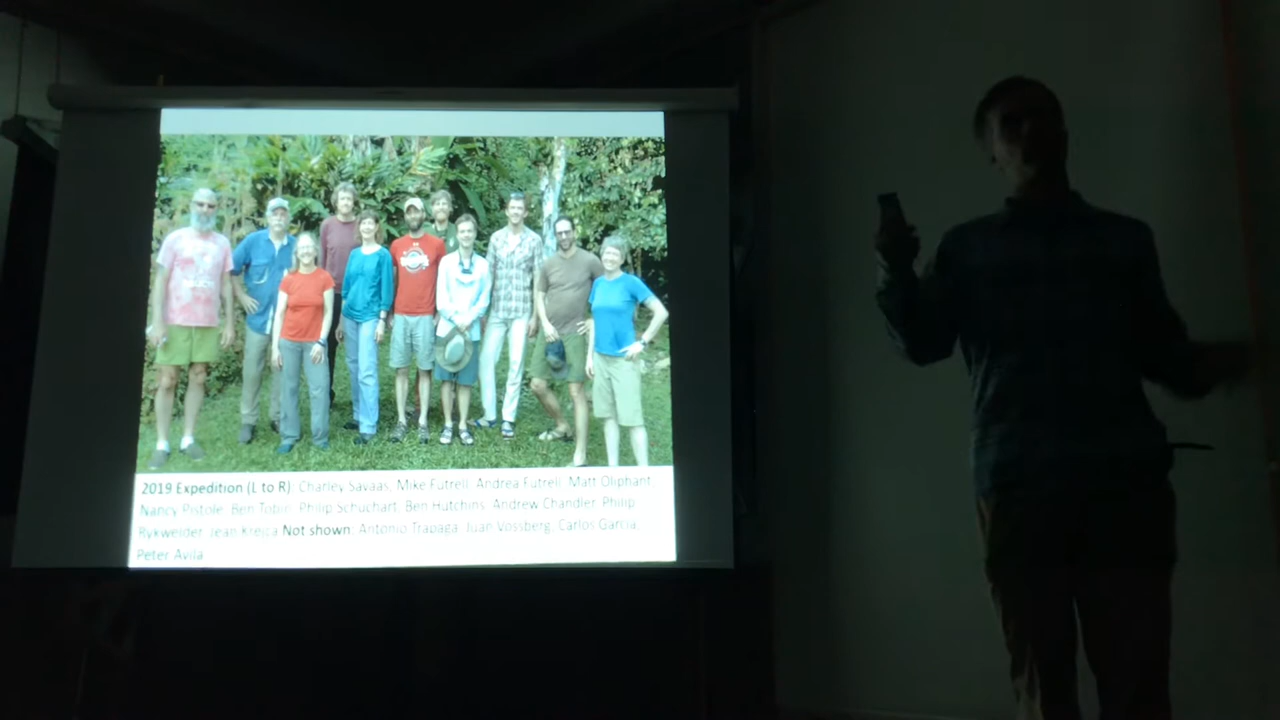 2019 Expedition (L to R): Charley Savaas, Mike Futrell, Andrea Futrell, Matt Oliphant,
Nancy Pistole, Ben Tobin, Philip Schuchart, Ben Hutchins, Andrew Chandler, Philip
Rykwelder, Jean Krejca Not shown: Antonio Trapaga, Juan Vossberg, Carlos Garcia,
Peter Avila